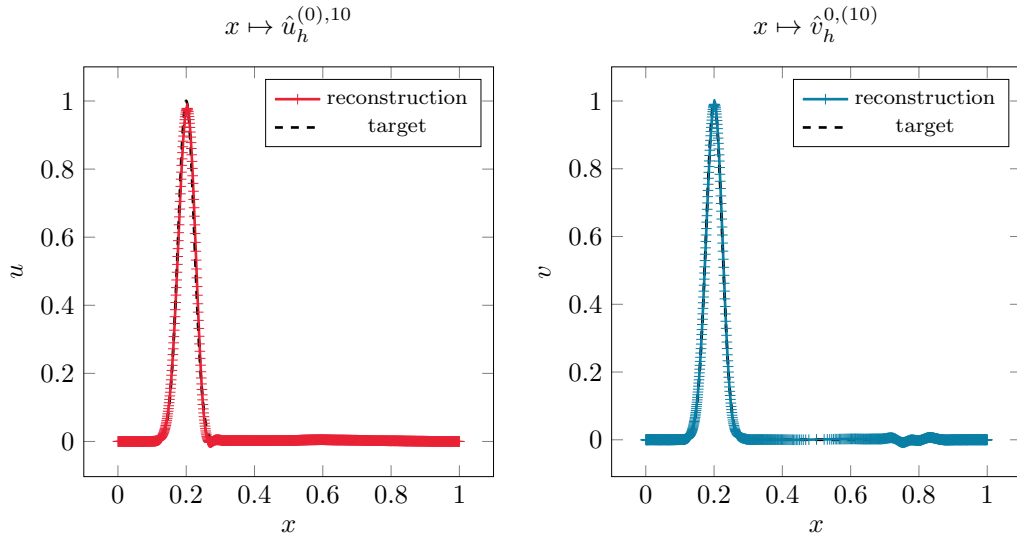 x ↦ û_h^{(0),10}
reconstruction
target
1
0.8
0.6
0.4
0.2
0
u
0 0.2 0.4 0.6 0.8 1
x
x ↦ v̂_h^{0,(10)}
reconstruction
target
1
0.8
0.6
0.4
0.2
0
v
0 0.2 0.4 0.6 0.8 1
x